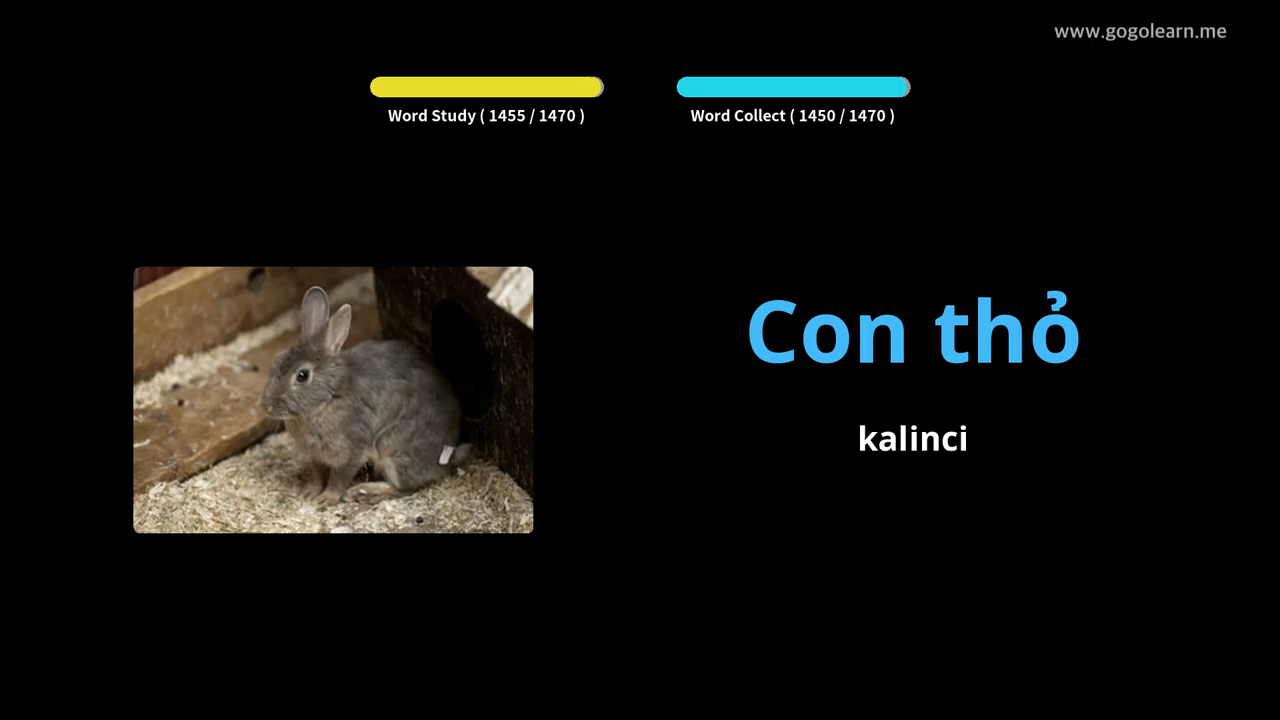 www.gogolearn.me
Word Study ( 1455 / 1470 )
Word Collect ( 1450 / 1470 )
Con thỏ
kalinci